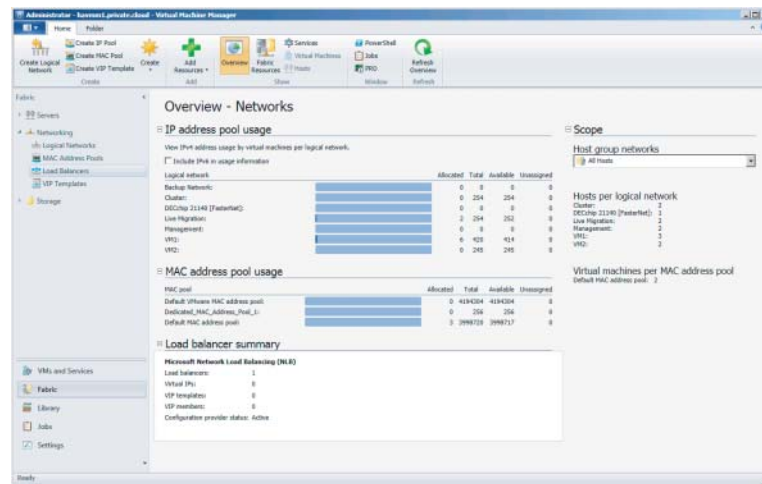 Administrator - havmm1.private.cloud - Virtual Machine Manager
Home Folder
Create Logical Network
Create IP Pool
Create MAC Pool
Create VIP Template
Create
Add Resources
Overview
Fabric Resources
Services
Virtual Machines
Hosts
PowerShell
Jobs
PRO
Refresh Overview
Create Add Show Window Refresh
Fabric
Servers
Networking
Logical Networks
MAC Address Pools
Load Balancers
VIP Templates
Storage
VMs and Services
Fabric
Library
Jobs
Settings
Overview - Networks
IP address pool usage
View IPv4 address usage by virtual machines per logical network.
Include IPv6 in usage information
Logical network Allocated Total Available Unassigned
Backup Network: 0 0 0 0
Cluster: 0 254 254 0
DECchip 21140 [FasterNet]: 0 0 0 0
Live Migration: 2 254 252 0
Management: 0 0 0 0
VM1: 6 420 414 0
VM2: 0 245 245 0
MAC address pool usage
MAC pool Allocated Total Available Unassigned
Default VMware MAC address pool: 0 4194304 4194304 0
Dedicated_MAC_Address_Pool_1: 0 256 256 0
Default MAC address pool: 3 3998720 3998717 0
Load balancer summary
Microsoft Network Load Balancing (NLB)
Load balancers: 1
Virtual IPs: 0
VIP templates: 0
VIP members: 0
Configuration provider status: Active
Scope
Host group networks
All Hosts
Hosts per logical network
Cluster: 2
DECchip 21140 [FasterNet]: 1
Live Migration: 2
Management: 2
VM1: 3
VM2: 2
Virtual machines per MAC address pool
Default MAC address pool: 2
Ready